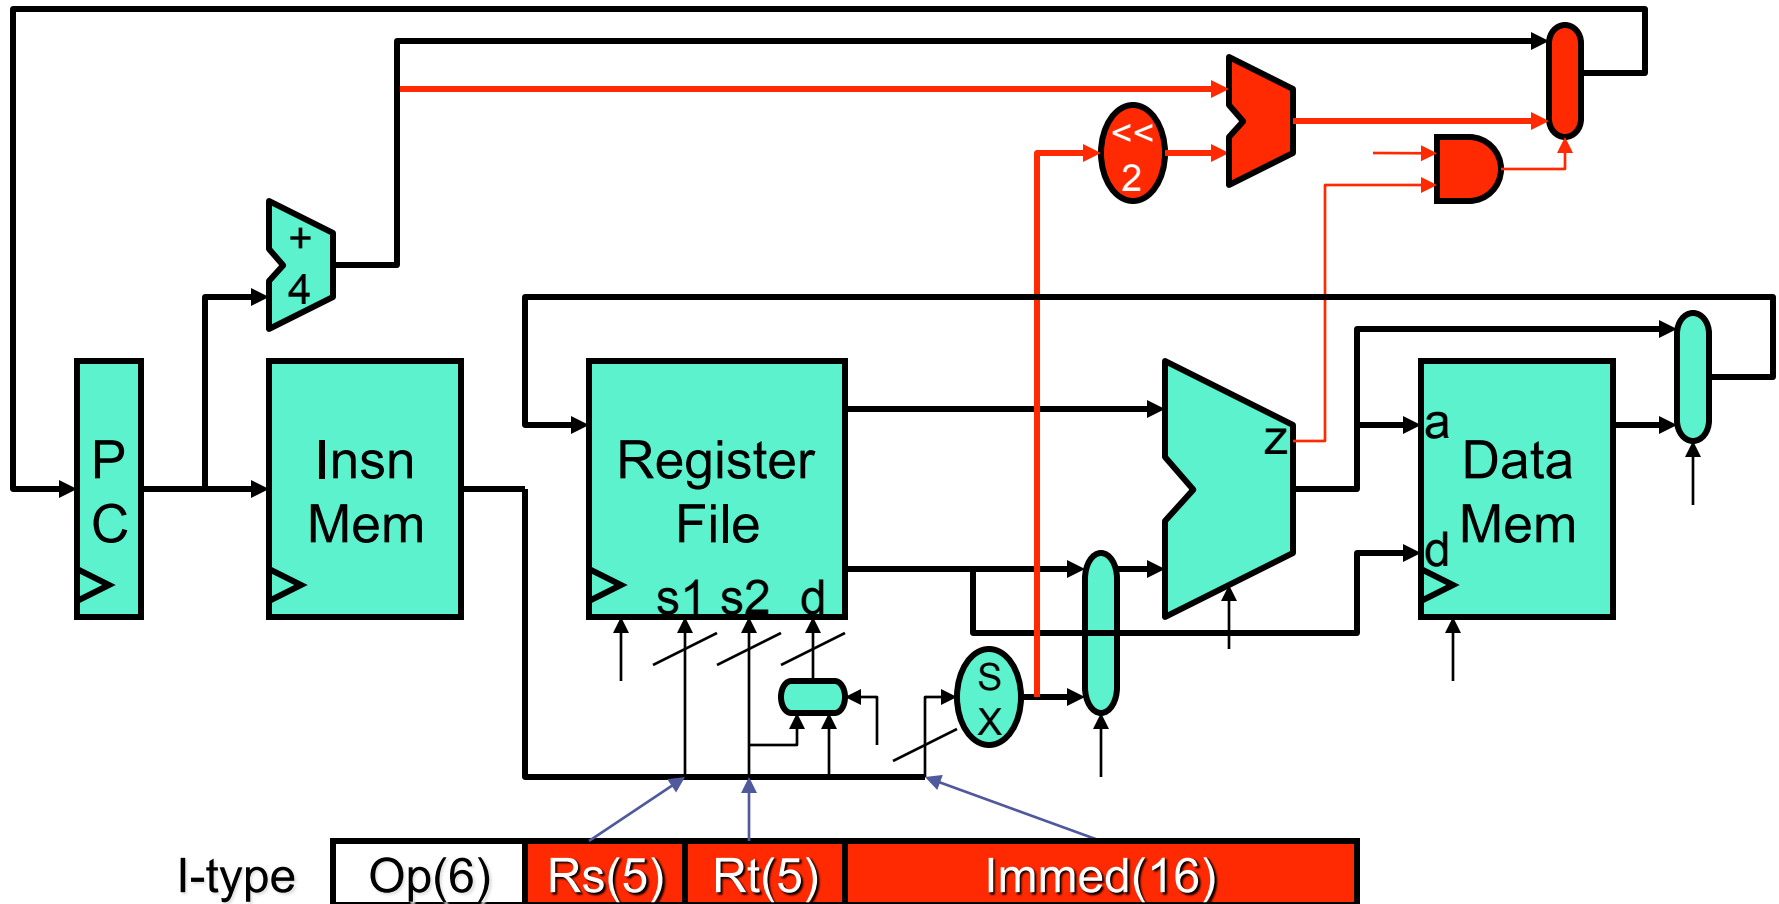 <<
2
+
4
P
C
Insn
Mem
Register
File
s1 s2 d
z
a
Data
Mem
d
S
X
I-type Op(6) Rs(5) Rt(5) Immed(16)